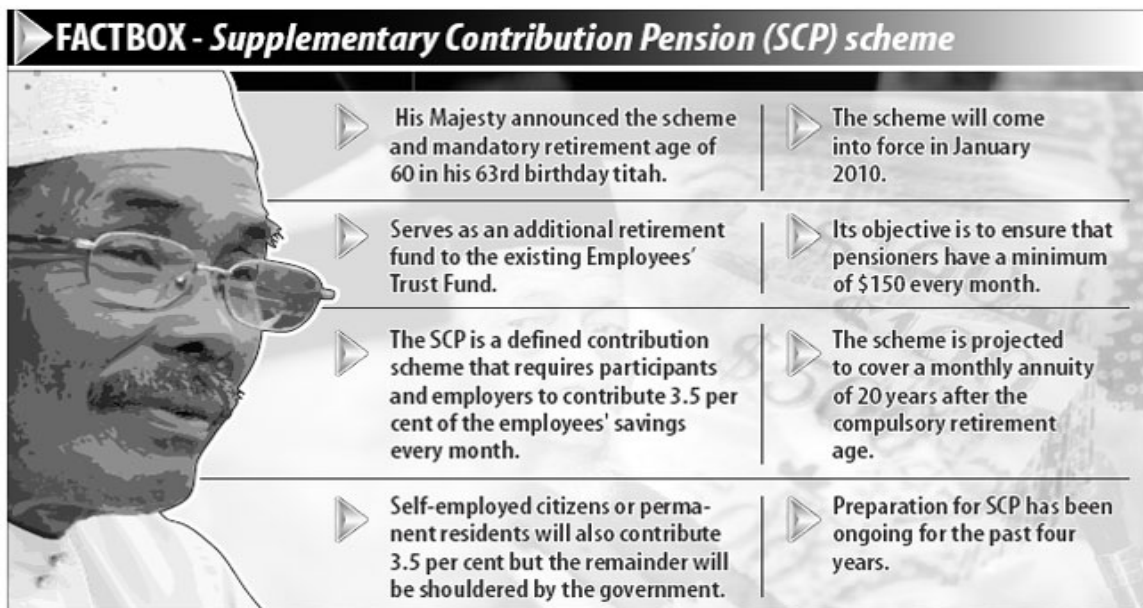 FACTBOX - Supplementary Contribution Pension (SCP) scheme
His Majesty announced the scheme
and mandatory retirement age of
60 in his 63rd birthday titah.
The scheme will come
into force in January
2010.
Serves as an additional retirement
fund to the existing Employees'
Trust Fund.
Its objective is to ensure that
pensioners have a minimum
of $150 every month.
The SCP is a defined contribution
scheme that requires participants
and employers to contribute 3.5 per
cent of the employees' savings
every month.
The scheme is projected
to cover a monthly annuity
of 20 years after the
compulsory retirement
age.
Self-employed citizens or perma-
nent residents will also contribute
3.5 per cent but the remainder will
be shouldered by the government.
Preparation for SCP has been
ongoing for the past four
years.